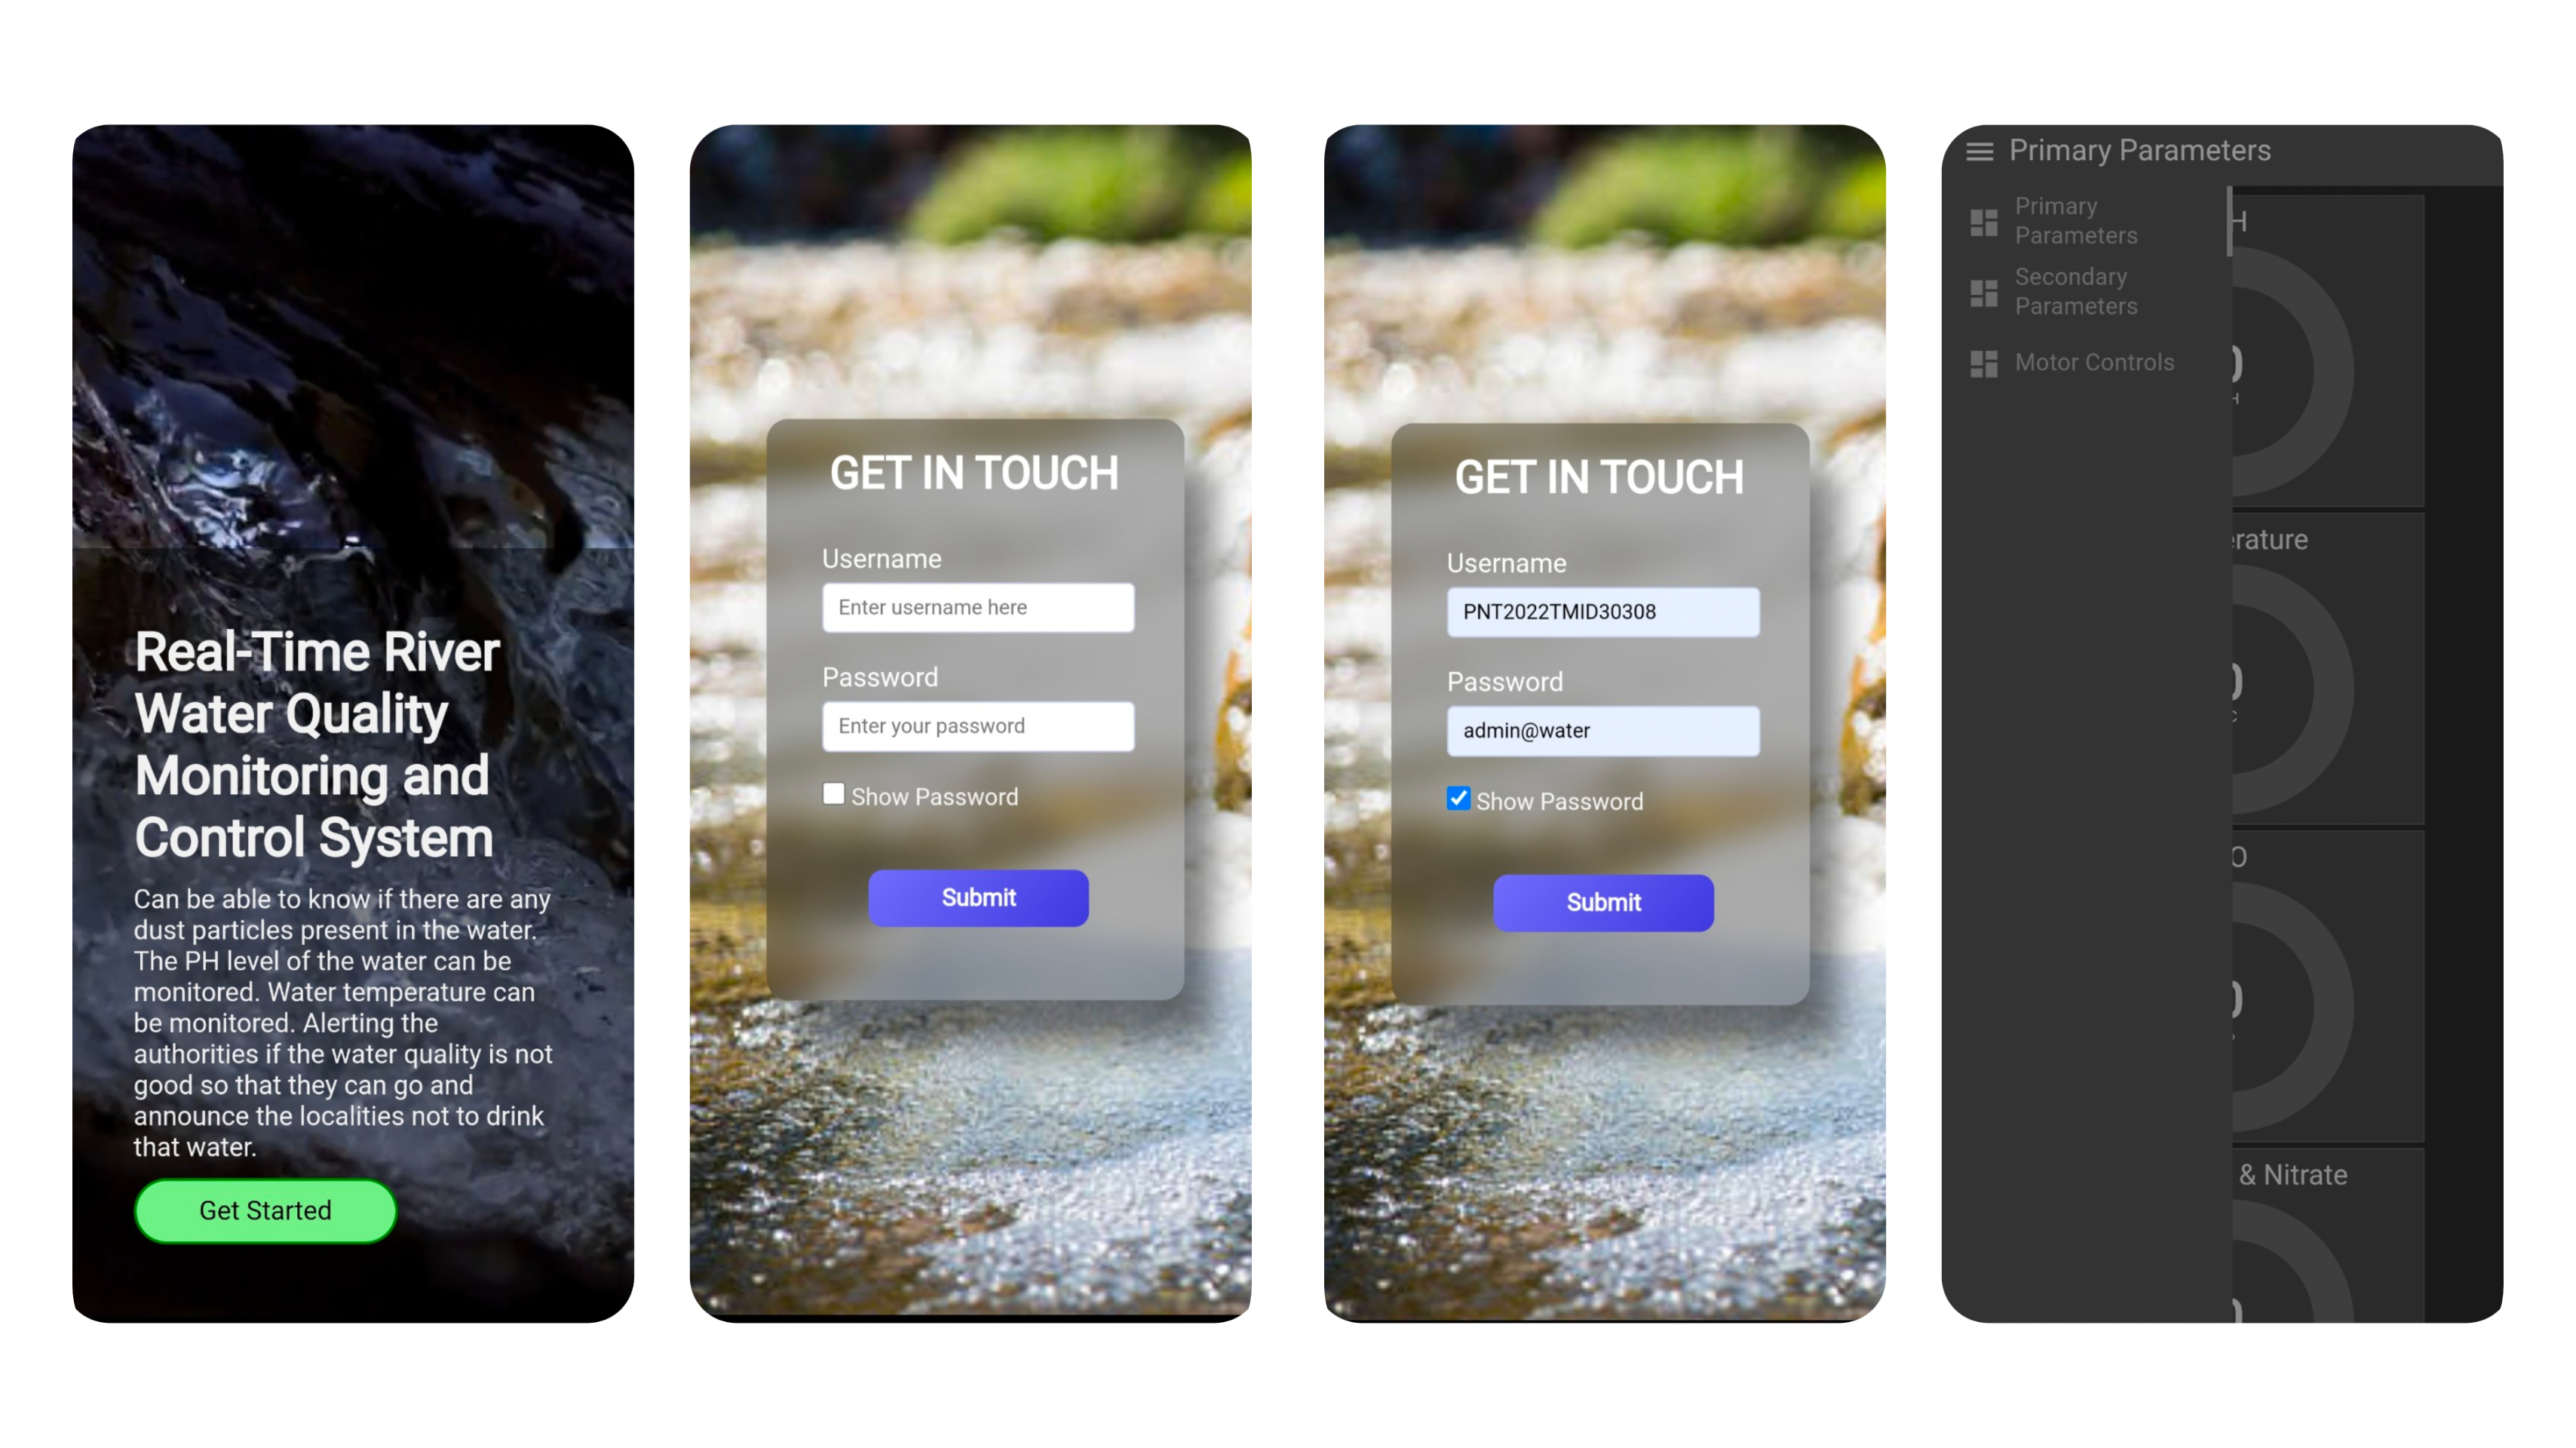 Real-Time River
Water Quality
Monitoring and
Control System
Can be able to know if there are any
dust particles present in the water.
The PH level of the water can be
monitored. Water temperature can
be monitored. Alerting the
authorities if the water quality is not
good so that they can go and
announce the localities not to drink
that water.
Get Started
GET IN TOUCH
Username
Enter username here
Password
Enter your password
Show Password
Submit
GET IN TOUCH
Username
PNT2022TMID30308
Password
admin@water
Show Password
Submit
Primary Parameters
Primary
Parameters
Secondary
Parameters
Motor Controls
H
erature
O
& Nitrate